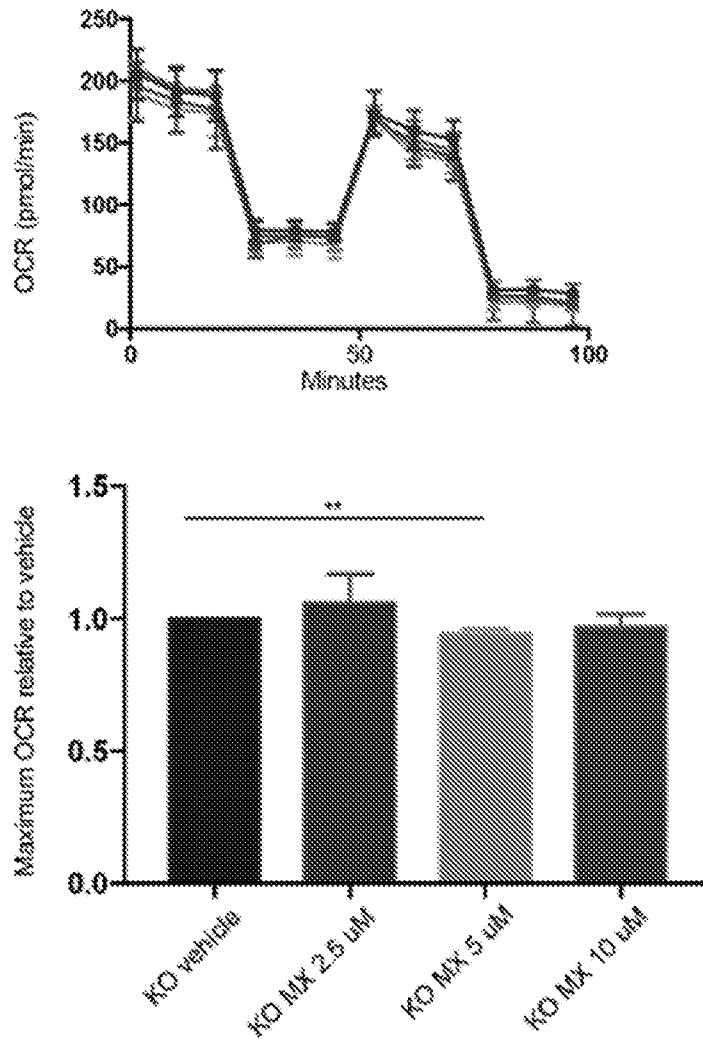 250
200
150
100
50
0
OCR (pmol/min)
0 50 100
Minutes
1.5
1.0
0.5
0.0
Maximum OCR relative to vehicle
**
KO vehicle
KO MX 2.5 uM
KO MX 5 uM
KO MX 10 uM